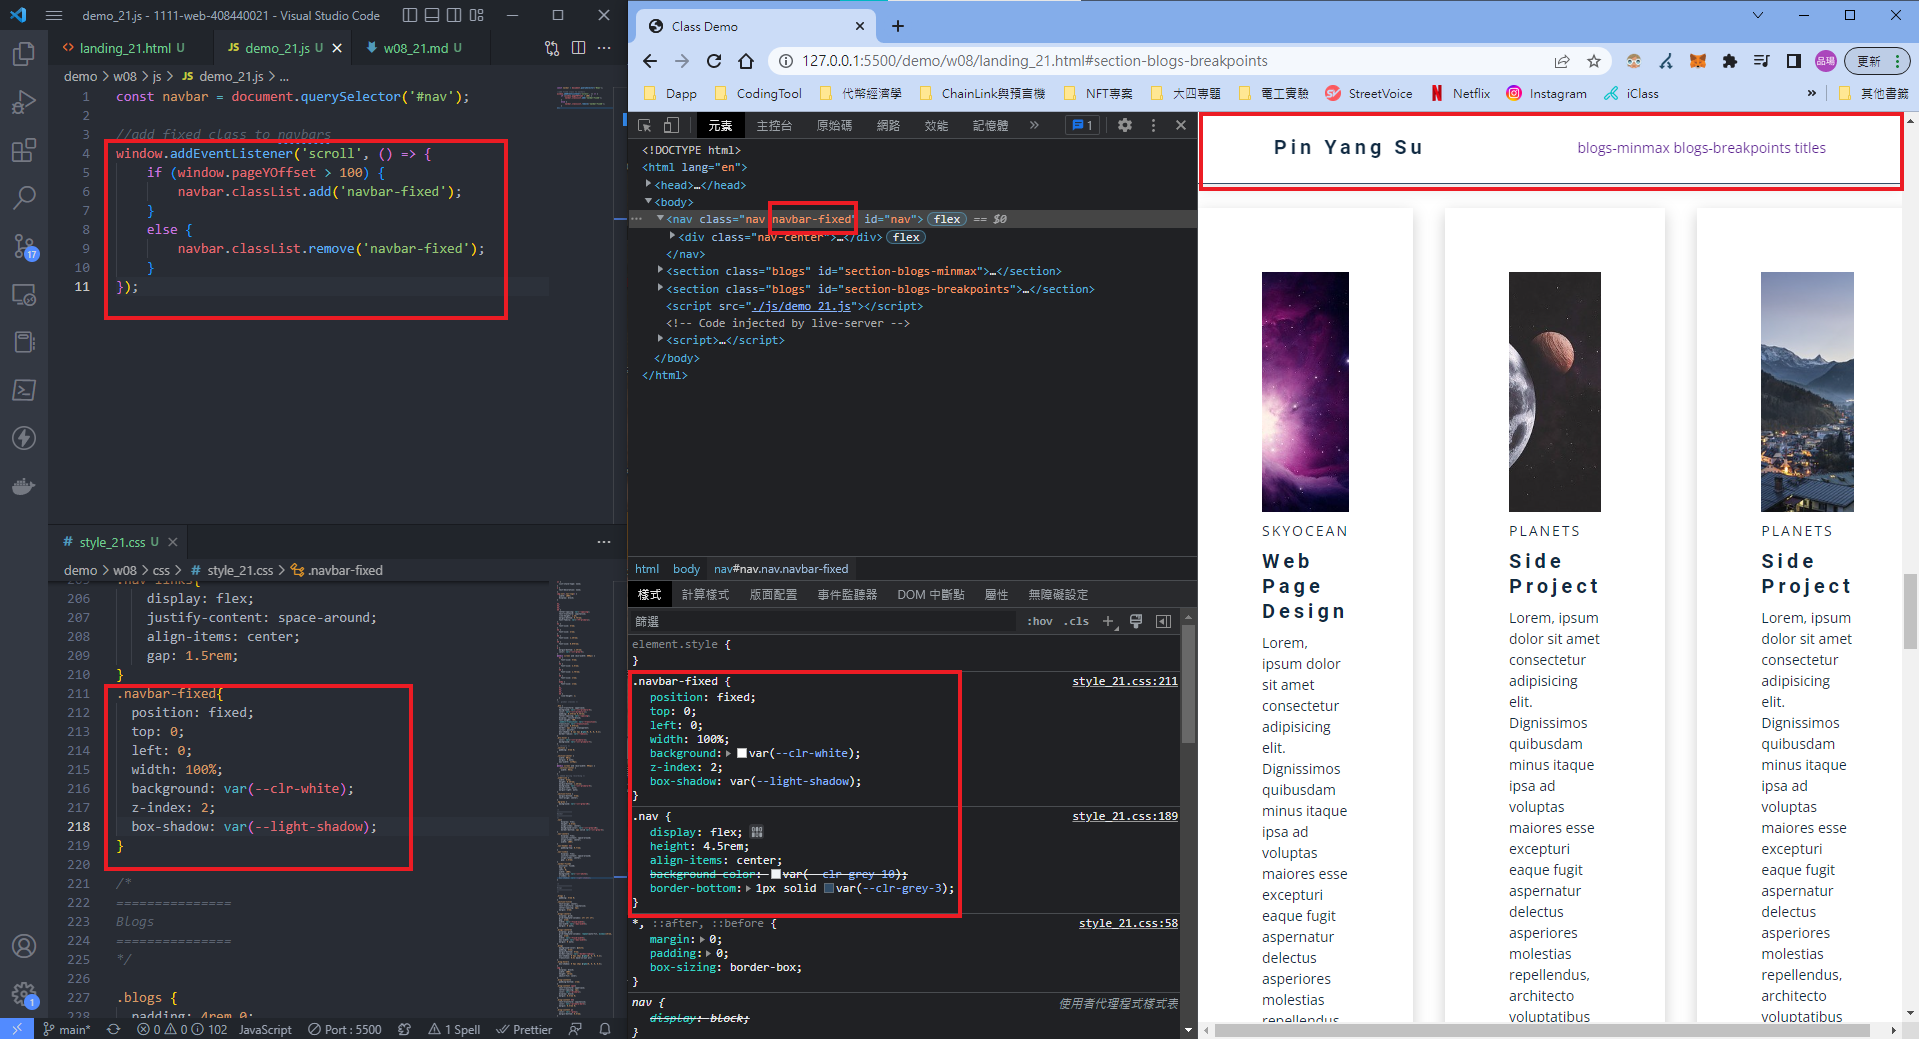 demo_21.js - 1111-web-408440021 - Visual Studio Code
landing_21.html U
JS demo_21.js U
w08_21.md U
demo > w08 > js > JS demo_21.js > ...
1 const navbar = document.querySelector('#nav');
2
3 //add fixed class to navbars
4 window.addEventListener('scroll', () => {
5 if (window.pageYOffset > 100) {
6 navbar.classList.add('navbar-fixed');
7 }
8 else {
9 navbar.classList.remove('navbar-fixed');
10 }
11 });
17
1
# style_21.css U
demo > w08 > css > # style_21.css > .navbar-fixed
205 .nav-links{
206 display: flex;
207 justify-content: space-around;
208 align-items: center;
209 gap: 1.5rem;
210 }
211 .navbar-fixed{
212 position: fixed;
213 top: 0;
214 left: 0;
215 width: 100%;
216 background: var(--clr-white);
217 z-index: 2;
218 box-shadow: var(--light-shadow);
219 }
220
221 /*
222 ===============
223 Blogs
224 ===============
225 */
226
227 .blogs {
228 padding: 4rem 0;
main*
0 0 102
JavaScript
Port : 5500
1 Spell
Prettier
Class Demo
127.0.0.1:5500/demo/w08/landing_21.html#section-blogs-breakpoints
品瑒
更新
Dapp
CodingTool
代幣經濟學
ChainLink與預言機
NFT專案
大四專題
電工實驗
StreetVoice
Netflix
Instagram
iClass
»
其他書籤
元素
主控台
原始碼
網路
效能
記憶體
»
1
<!DOCTYPE html>
<html lang="en">
<head>…</head>
<body>
<nav class="nav navbar-fixed" id="nav"> flex == $0
<div class="nav-center">…</div> flex
</nav>
<section class="blogs" id="section-blogs-minmax">…</section>
<section class="blogs" id="section-blogs-breakpoints">…</section>
<script src="./js/demo_21.js"></script>
<!-- Code injected by live-server -->
<script>…</script>
</body>
</html>
html body nav#nav.nav.navbar-fixed
樣式
計算樣式
版面配置
事件監聽器
DOM 中斷點
屬性
無障礙設定
篩選
:hov .cls
element.style {
}
.navbar-fixed { style_21.css:211
position: fixed;
top: 0;
left: 0;
width: 100%;
background: var(--clr-white);
z-index: 2;
box-shadow: var(--light-shadow);
}
.nav { style_21.css:189
display: flex;
height: 4.5rem;
align-items: center;
background-color: var(--clr-grey-10);
border-bottom: 1px solid var(--clr-grey-3);
}
*, ::after, ::before { style_21.css:58
margin: 0;
padding: 0;
box-sizing: border-box;
}
nav { 使用者代理程式樣式表
display: block;
}
Pin Yang Su
blogs-minmax blogs-breakpoints titles
SKYOCEAN
Web
Page
Design
Lorem,
ipsum dolor
sit amet
consectetur
adipisicing
elit.
Dignissimos
quibusdam
minus itaque
ipsa ad
voluptas
maiores esse
excepturi
eaque fugit
aspernatur
delectus
asperiores
molestias
repellendus,
PLANETS
Side
Project
Lorem, ipsum
dolor sit amet
consectetur
adipisicing
elit.
Dignissimos
quibusdam
minus itaque
ipsa ad
voluptas
maiores esse
excepturi
eaque fugit
aspernatur
delectus
asperiores
molestias
repellendus,
architecto
voluptatibus
PLANETS
Side
Project
Lorem, ipsum
dolor sit amet
consectetur
adipisicing
elit.
Dignissimos
quibusdam
minus itaque
ipsa ad
voluptas
maiores esse
excepturi
eaque fugit
aspernatur
delectus
asperiores
molestias
repellendus,
architecto
voluptatibus